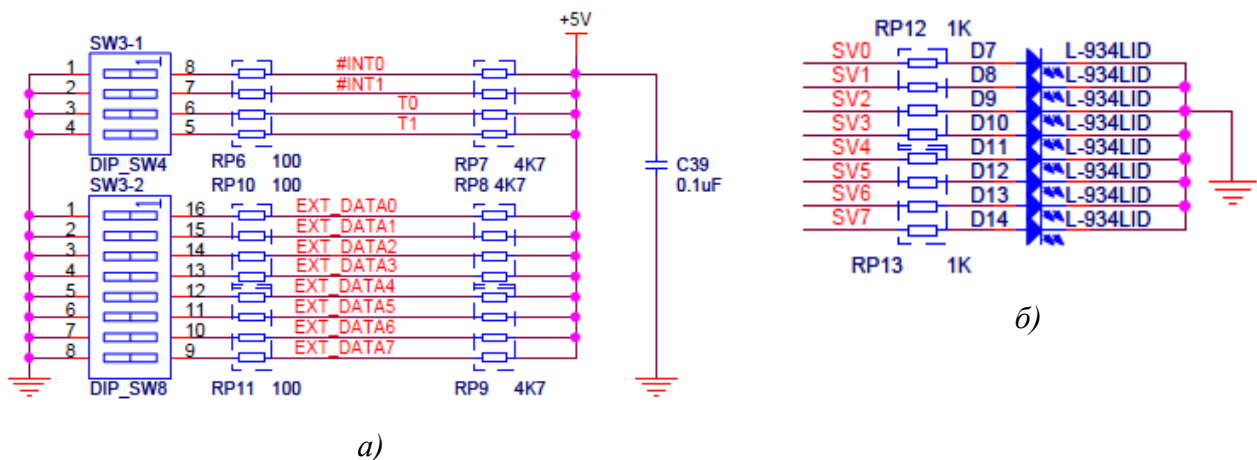 +5V
SW3-1
1 8 #INT0
2 7 #INT1
3 6 T0
4 5 T1
DIP_SW4 RP6 100 RP7 4K7
SW3-2 RP10 100 RP8 4K7
C39
0.1uF
1 16 EXT_DATA0
2 15 EXT_DATA1
3 14 EXT_DATA2
4 13 EXT_DATA3
5 12 EXT_DATA4
6 11 EXT_DATA5
7 10 EXT_DATA6
8 9 EXT_DATA7
DIP_SW8 RP11 100 RP9 4K7
а)
RP12 1K
SV0 D7 L-934LID
SV1 D8 L-934LID
SV2 D9 L-934LID
SV3 D10 L-934LID
SV4 D11 L-934LID
SV5 D12 L-934LID
SV6 D13 L-934LID
SV7 D14 L-934LID
RP13 1K
б)